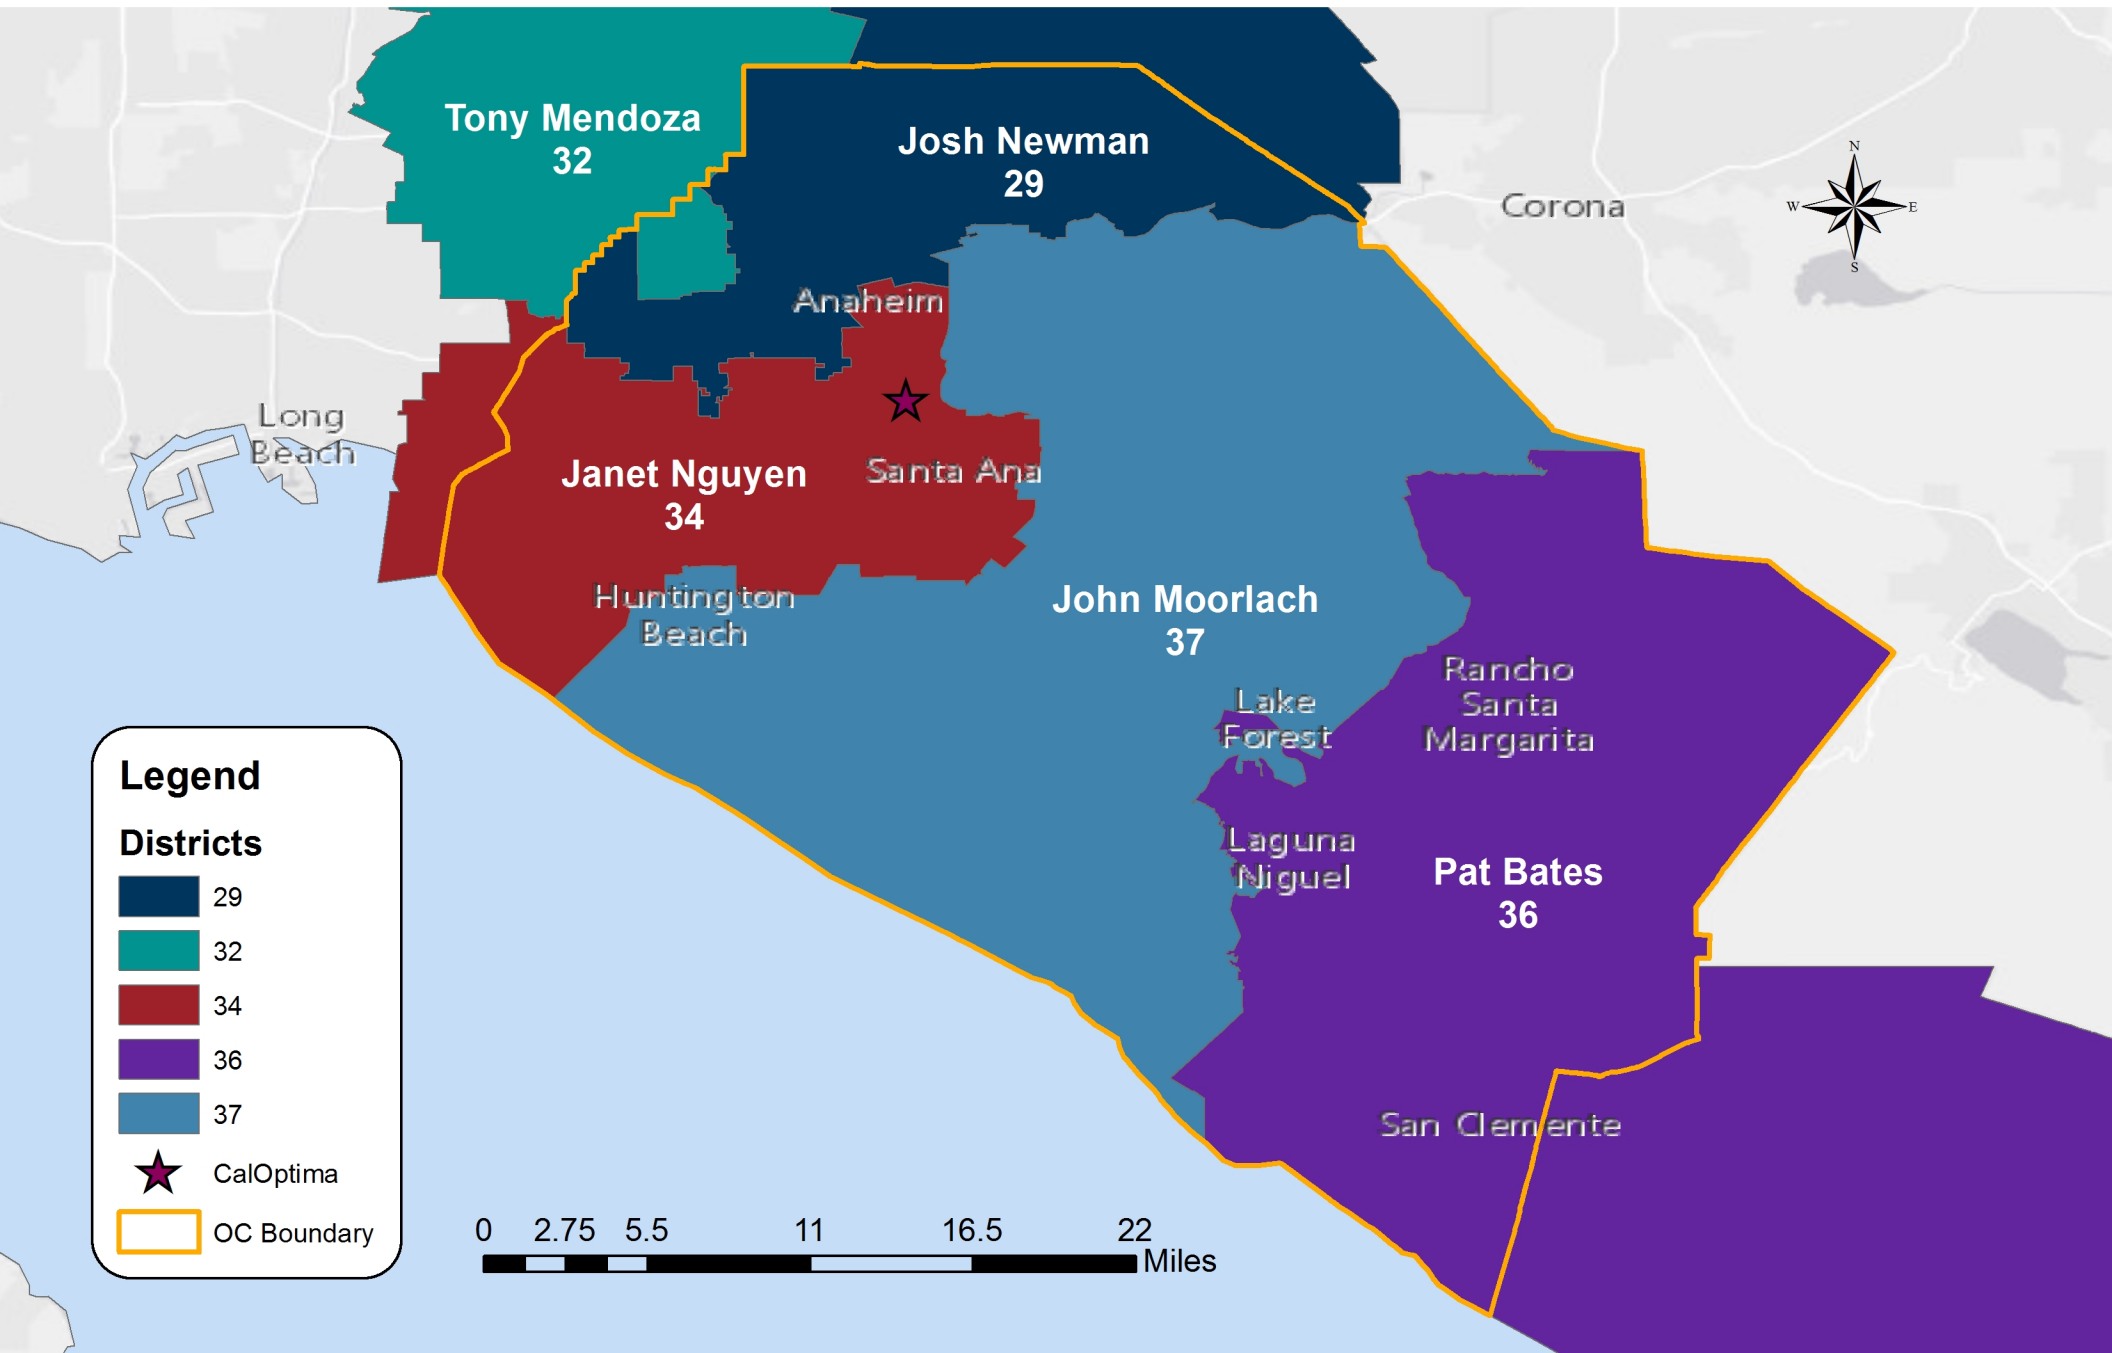 Tony Mendoza
32
Josh Newman
29
N
W
E
S
Corona
Anaheim
Long
Beach
Janet Nguyen
34
Santa Ana
Huntington
Beach
John Moorlach
37
Rancho
Santa
Margarita
Lake
Forest
Laguna
Niguel
Pat Bates
36
San Clemente
Legend
Districts
29
32
34
36
37
CalOptima
OC Boundary
0 2.75 5.5 11 16.5 22
Miles